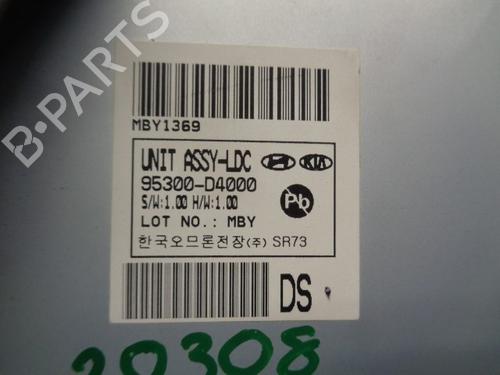 MBY1369
UNIT ASSY-LDC KIA
95300-D4000
S/W:1.00 H/W:1.00
Pb
LOT NO.: MBY
한국오므론전장(주) SR73
DS
20308
B-PARTS